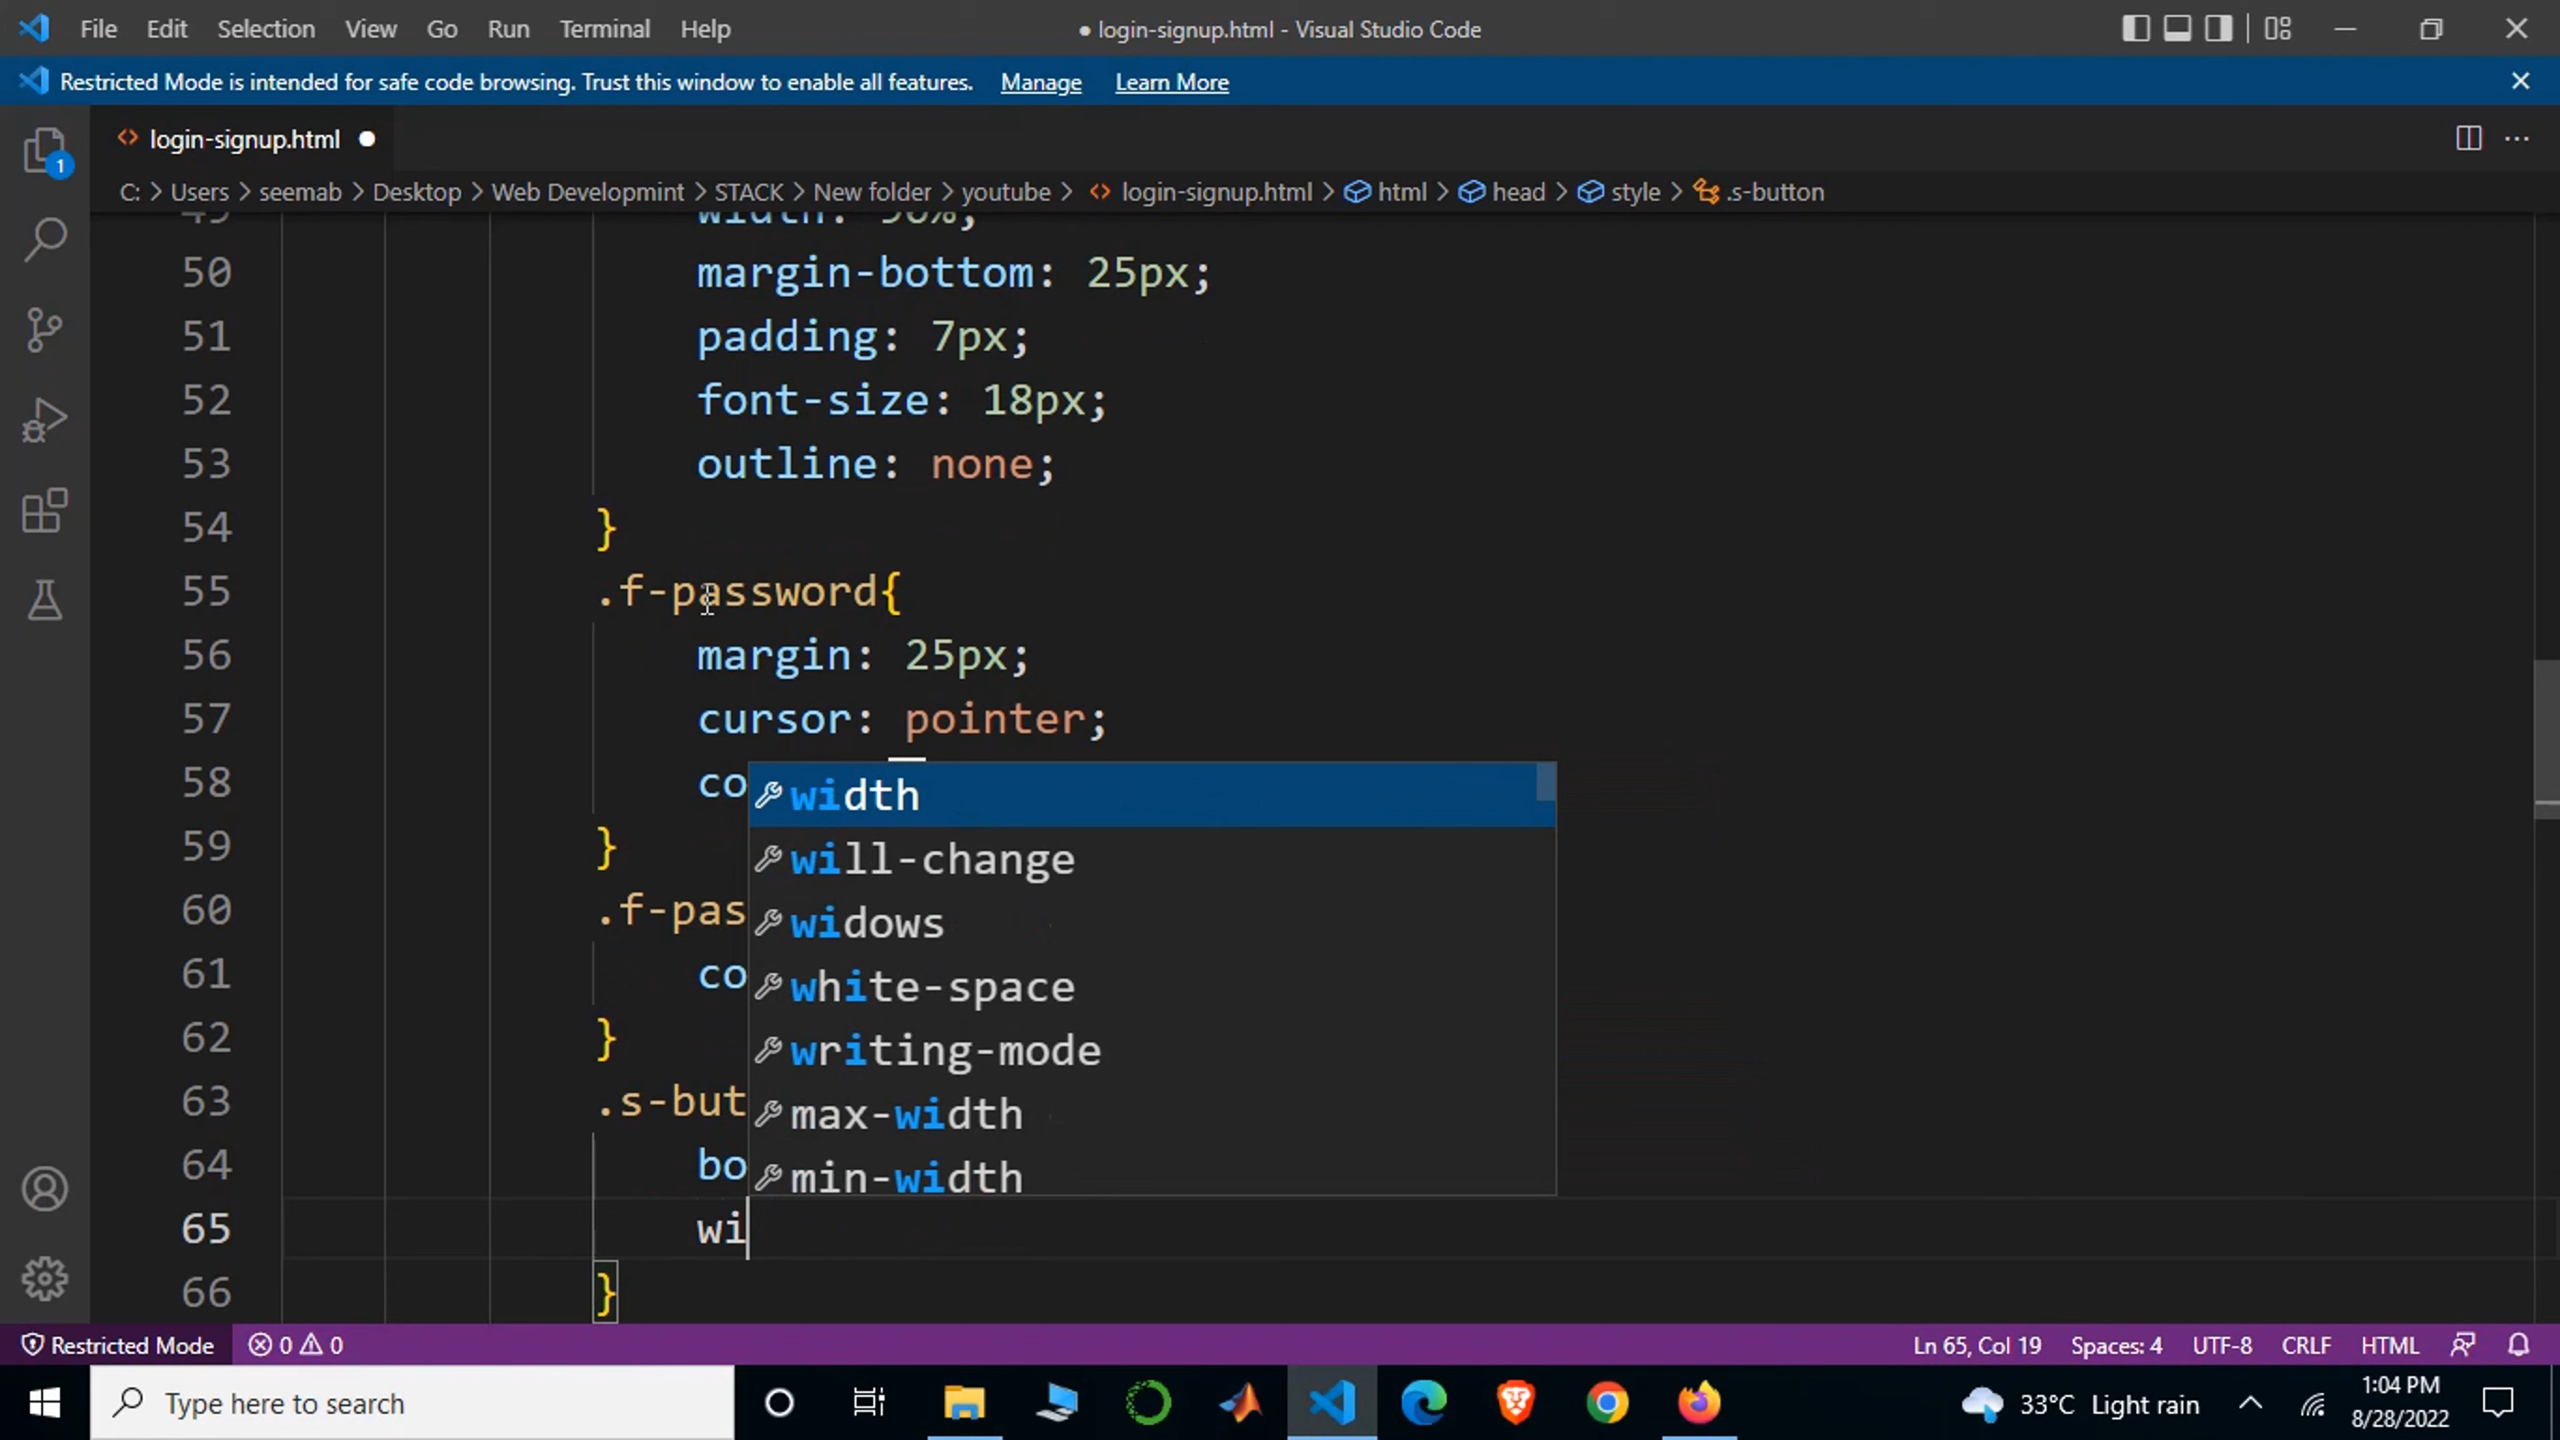 File Edit Selection View Go Run Terminal Help ● login-signup.html - Visual Studio Code
Restricted Mode is intended for safe code browsing. Trust this window to enable all features. Manage Learn More
login-signup.html ●
1
C: > Users > seemab > Desktop > Web Developmint > STACK > New folder > youtube > login-signup.html > html > head > style > .s-button
49 width: 90%;
50 margin-bottom: 25px;
51 padding: 7px;
52 font-size: 18px;
53 outline: none;
54 }
55 .f-password{
56 margin: 25px;
57 cursor: pointer;
58 co
width
59 }
will-change
60 .f-pas
widows
61 co
white-space
62 }
writing-mode
63 .s-but
max-width
64 bo
min-width
65 wi
66 }
Restricted Mode 0 0 Ln 65, Col 19 Spaces: 4 UTF-8 CRLF HTML
Type here to search 33°C Light rain 1:04 PM
8/28/2022